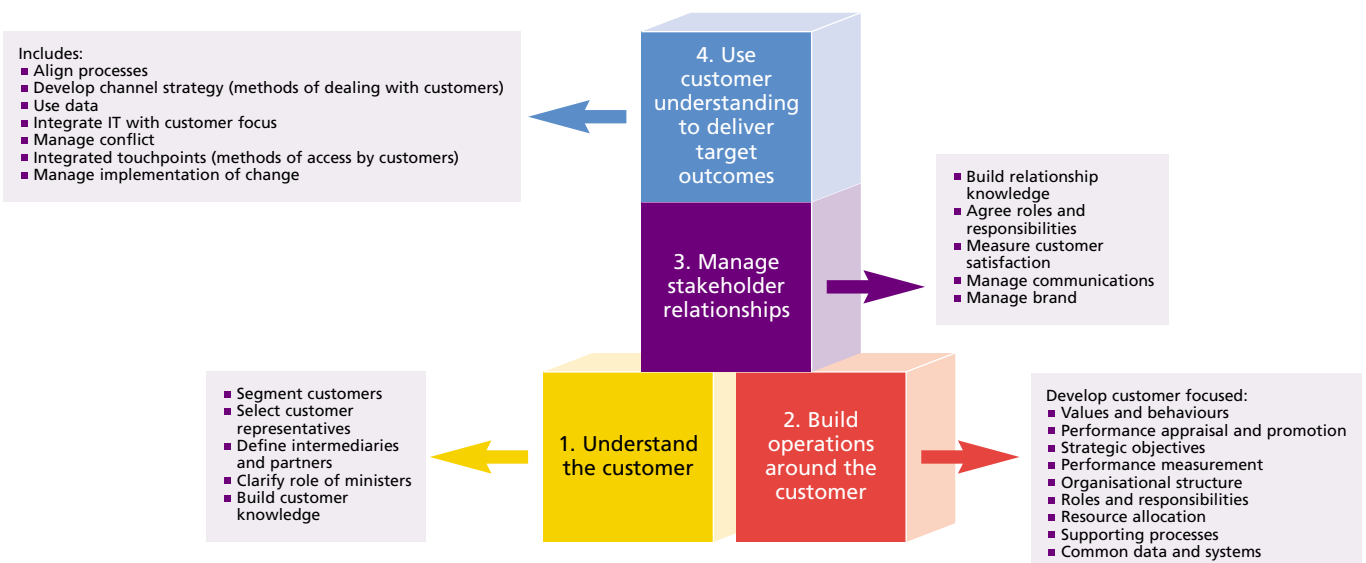 Includes:
Align processes
Develop channel strategy (methods of dealing with customers)
Use data
Integrate IT with customer focus
Manage conflict
Integrated touchpoints (methods of access by customers)
Manage implementation of change
4. Use
customer
understanding
to deliver
target
outcomes
3. Manage
stakeholder
relationships
Build relationship
knowledge
Agree roles and
responsibilities
Measure customer
satisfaction
Manage communications
Manage brand
Segment customers
Select customer
representatives
Define intermediaries
and partners
Clarify role of ministers
Build customer
knowledge
1. Understand
the customer
2. Build
operations
around the
customer
Develop customer focused:
Values and behaviours
Performance appraisal and promotion
Strategic objectives
Performance measurement
Organisational structure
Roles and responsibilities
Resource allocation
Supporting processes
Common data and systems